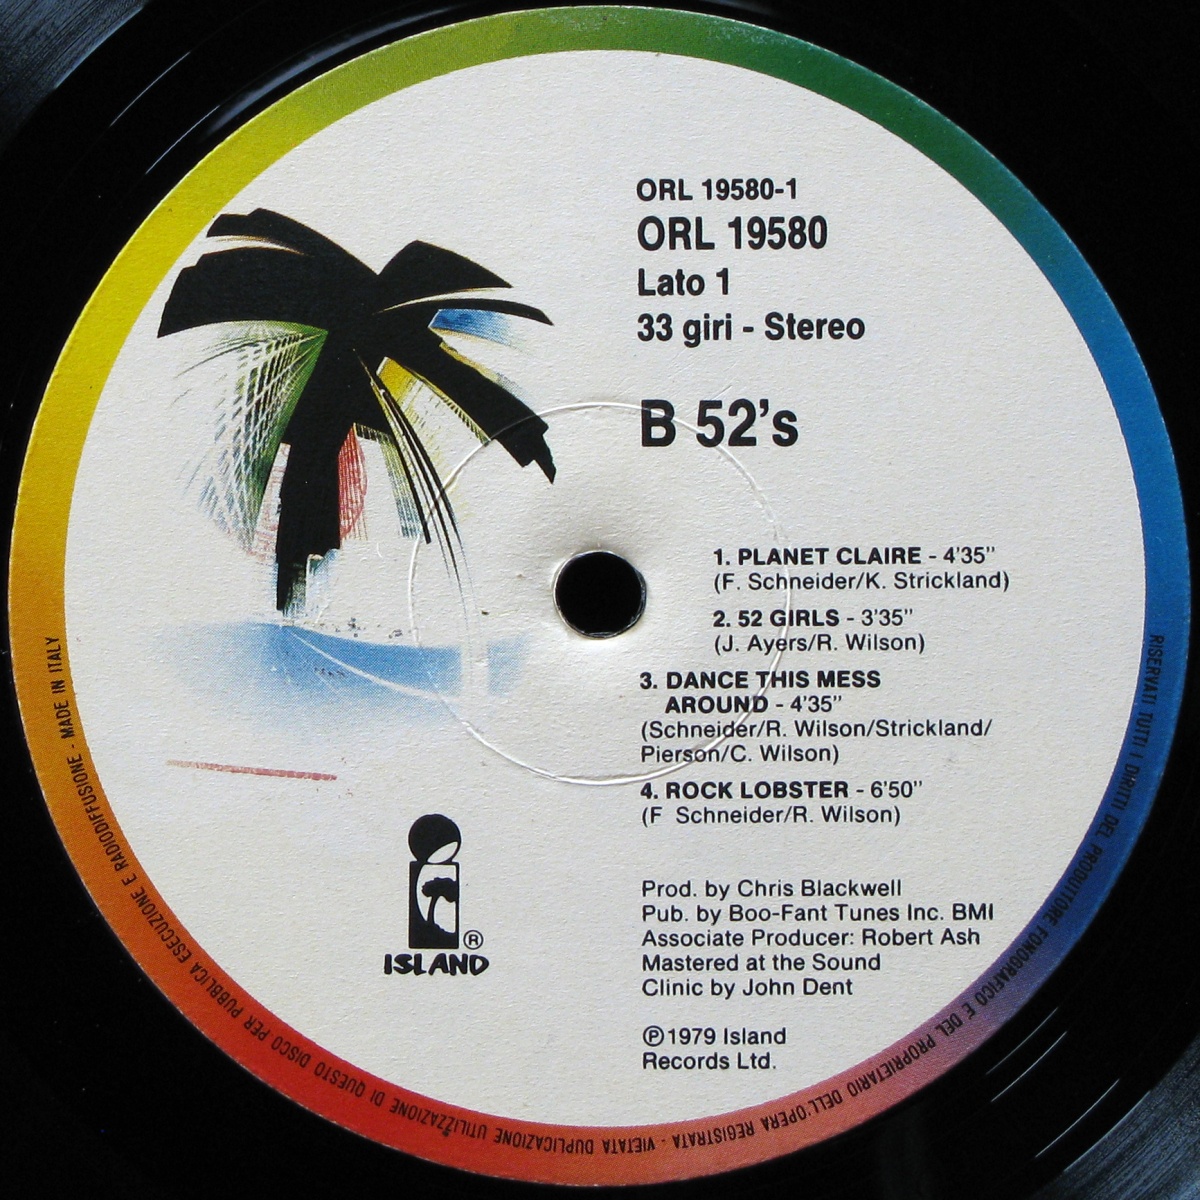 ORL 19580-1
ORL 19580
Lato 1
33 giri - Stereo
B 52's
1. PLANET CLAIRE - 4'35"
(F. Schneider/K. Strickland)
2. 52 GIRLS - 3'35"
(J. Ayers/R. Wilson)
3. DANCE THIS MESS
AROUND - 4'35"
(Schneider/R. Wilson/Strickland/
Pierson/C. Wilson)
4. ROCK LOBSTER - 6'50"
(F Schneider/R. Wilson)
Prod. by Chris Blackwell
Pub. by Boo-Fant Tunes Inc. BMI
Associate Producer: Robert Ash
Mastered at the Sound
Clinic by John Dent
℗1979 Island
Records Ltd.
®
ISLAND
RISERVATI TUTTI I DIRITTI DEL PRODUTTORE FONOGRAFICO E DEL PROPRIETARIO DELL'OPERA REGISTRATA - VIETATA DUPLICAZIONE UTILIZZAZIONE DI QUESTO DISCO PER PUBBLICA ESECUZIONE E RADIODIFFUSIONE - MADE IN ITALY